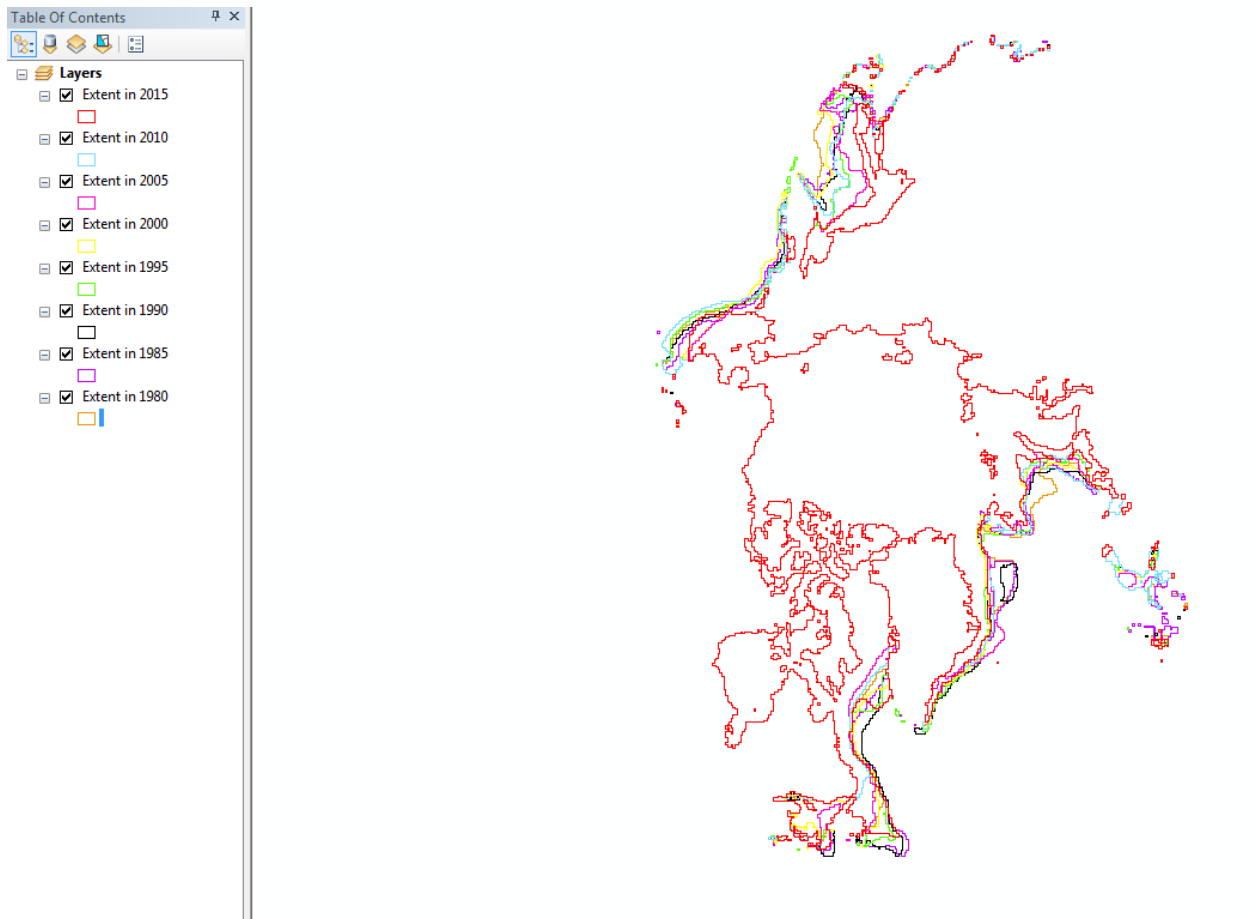 Table Of Contents
Layers
Extent in 2015
Extent in 2010
Extent in 2005
Extent in 2000
Extent in 1995
Extent in 1990
Extent in 1985
Extent in 1980